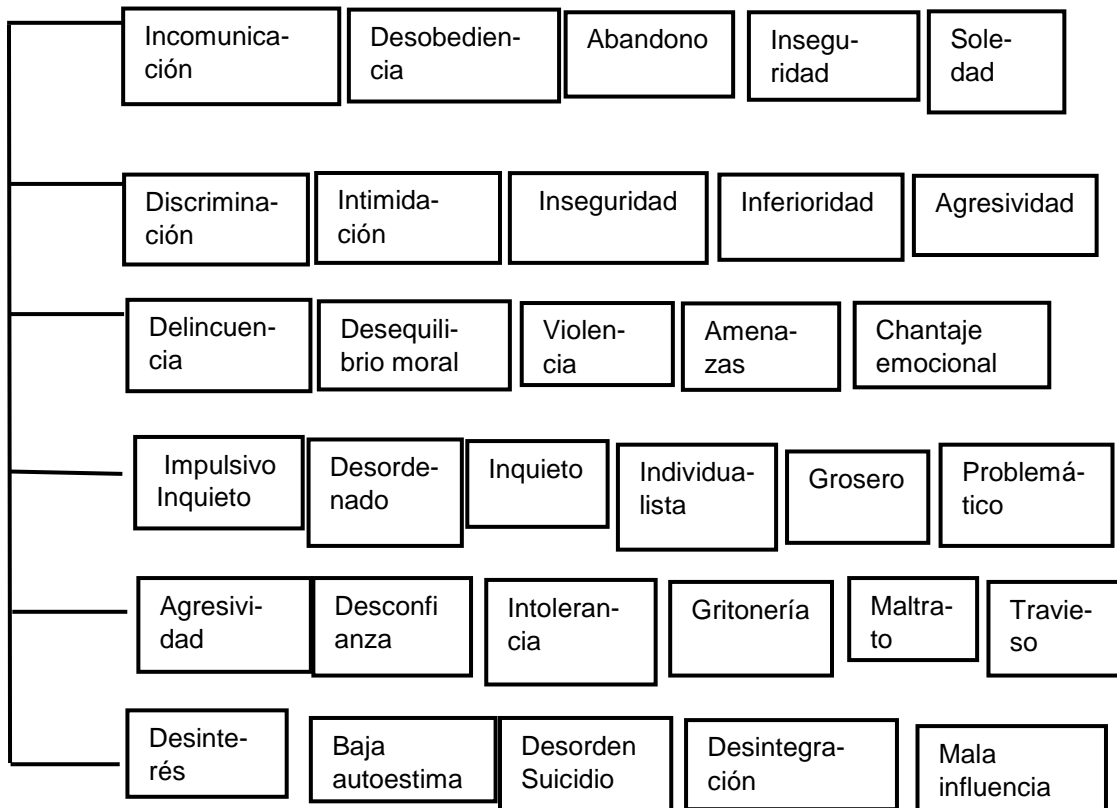 Incomunica-
ción
Desobedien-
cia
Abandono
Insegu-
ridad
Sole-
dad
Discrimina-
ción
Intimida-
ción
Inseguridad
Inferioridad
Agresividad
Delincuen-
cia
Desequili-
brio moral
Violen-
cia
Amena-
zas
Chantaje
emocional
Impulsivo
Inquieto
Desorde-
nado
Inquieto
Individua-
lista
Grosero
Problemá-
tico
Agresivi-
dad
Desconfi
anza
Intoleran-
cia
Gritonería
Maltra-
to
Travie-
so
Desinte-
rés
Baja
autoestima
Desorden
Suicidio
Desintegra-
ción
Mala
influencia